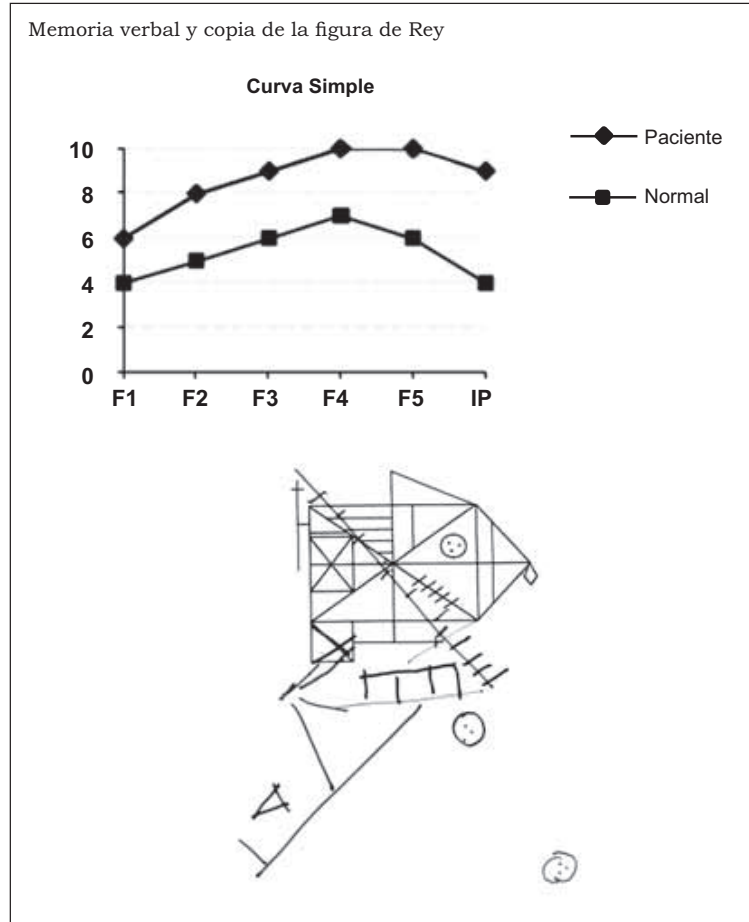 Memoria verbal y copia de la figura de Rey
Curva Simple
10
8
6
4
2
0
F1 F2 F3 F4 F5 IP
Paciente
Normal